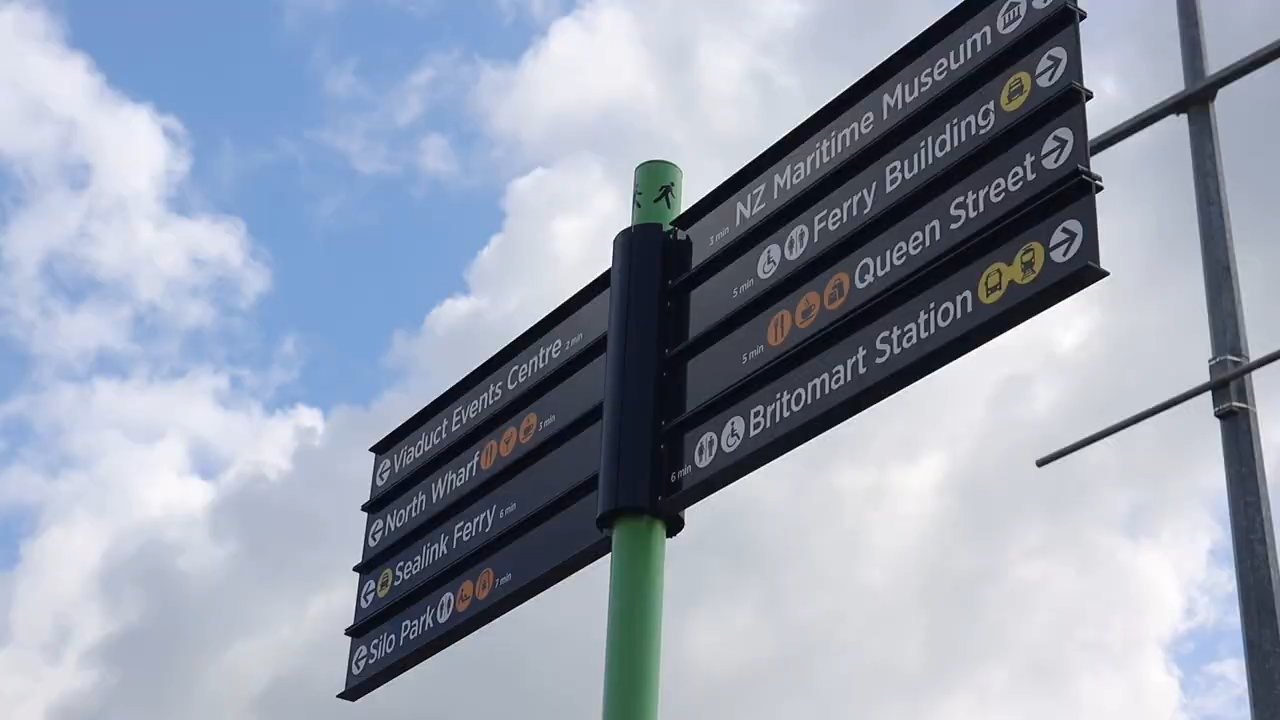 Viaduct Events Centre 2 min
North Wharf 3 min
Sealink Ferry 6 min
Silo Park 7 min
3 min NZ Maritime Museum
5 min Ferry Building
5 min Queen Street
6 min Britomart Station